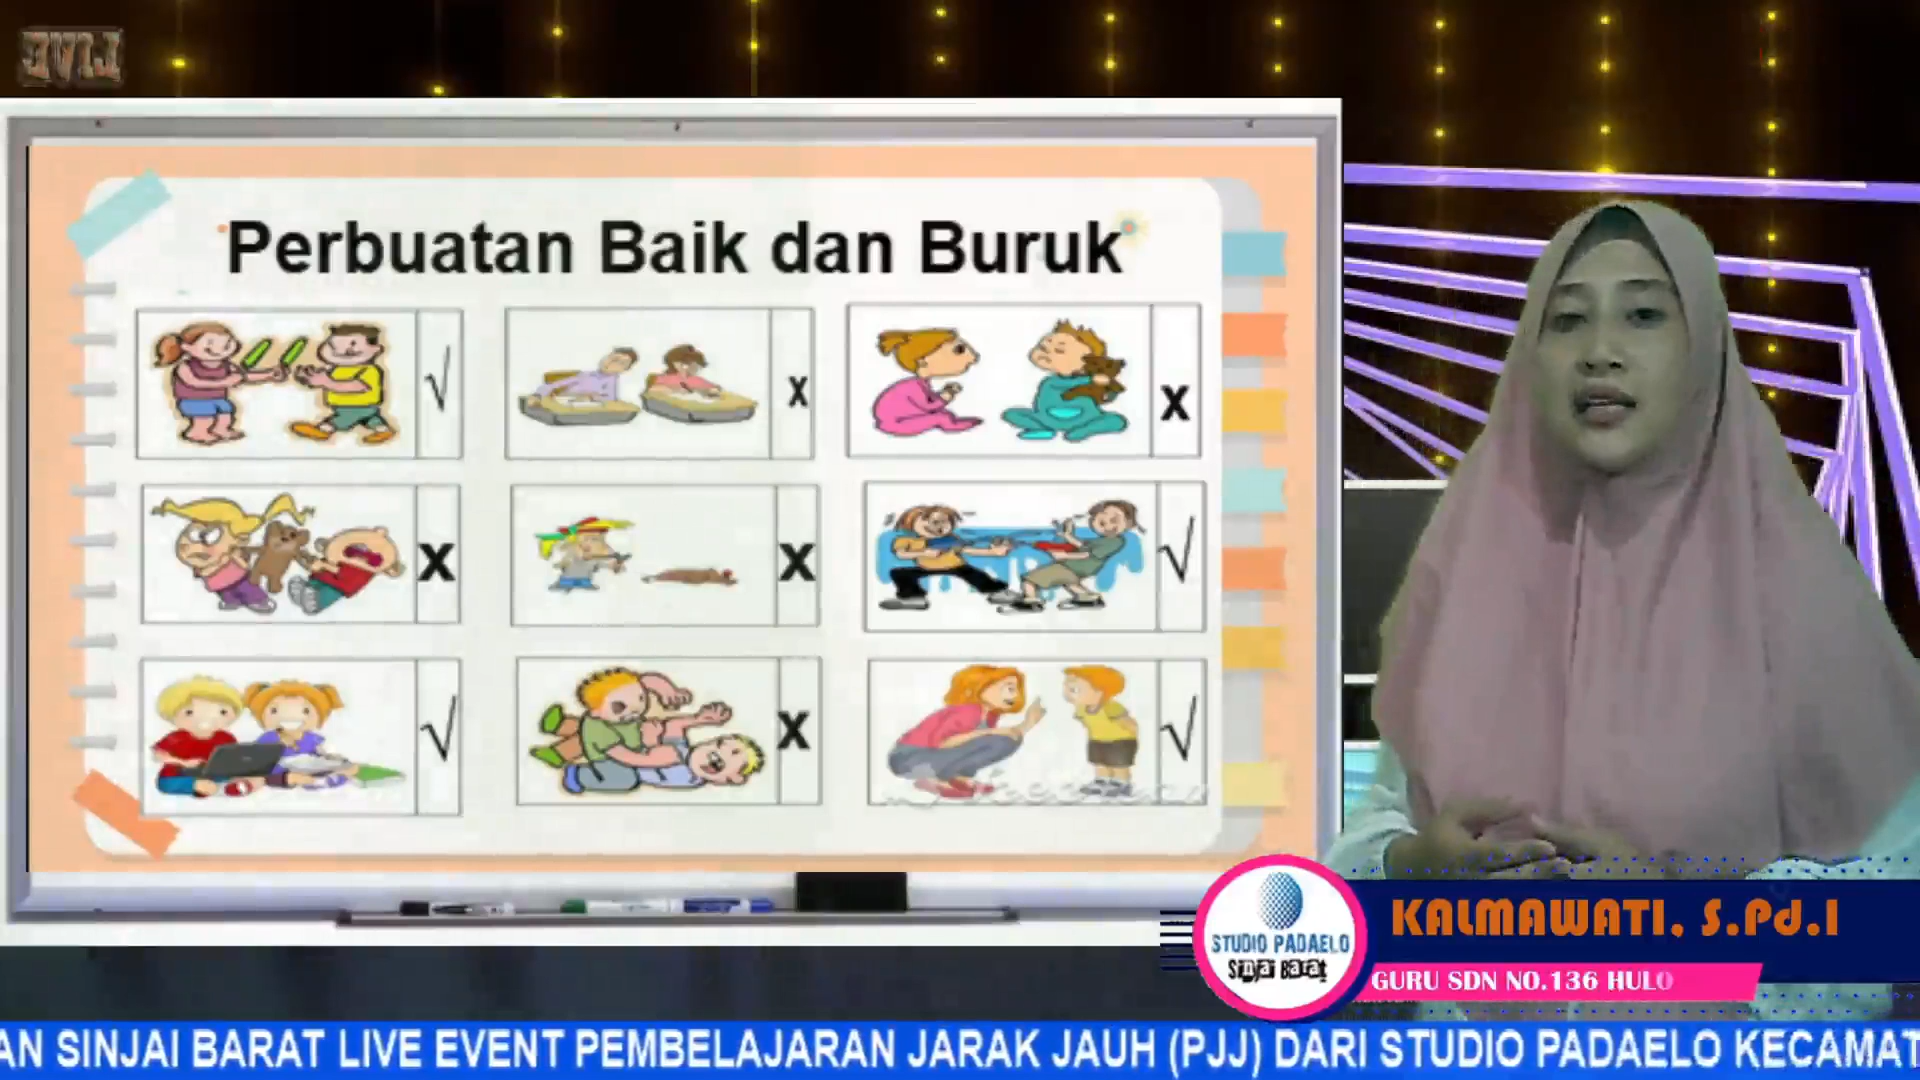 LIVE
Perbuatan Baik dan Buruk
√
X
X
X
X
√
√
X
√
STUDIO PADAELO
Sinjai Barat
KALMAWATI, S.Pd.I
GURU SDN NO.136 HULO
AN SINJAI BARAT LIVE EVENT PEMBELAJARAN JARAK JAUH (PJJ) DARI STUDIO PADAELO KECAMAT